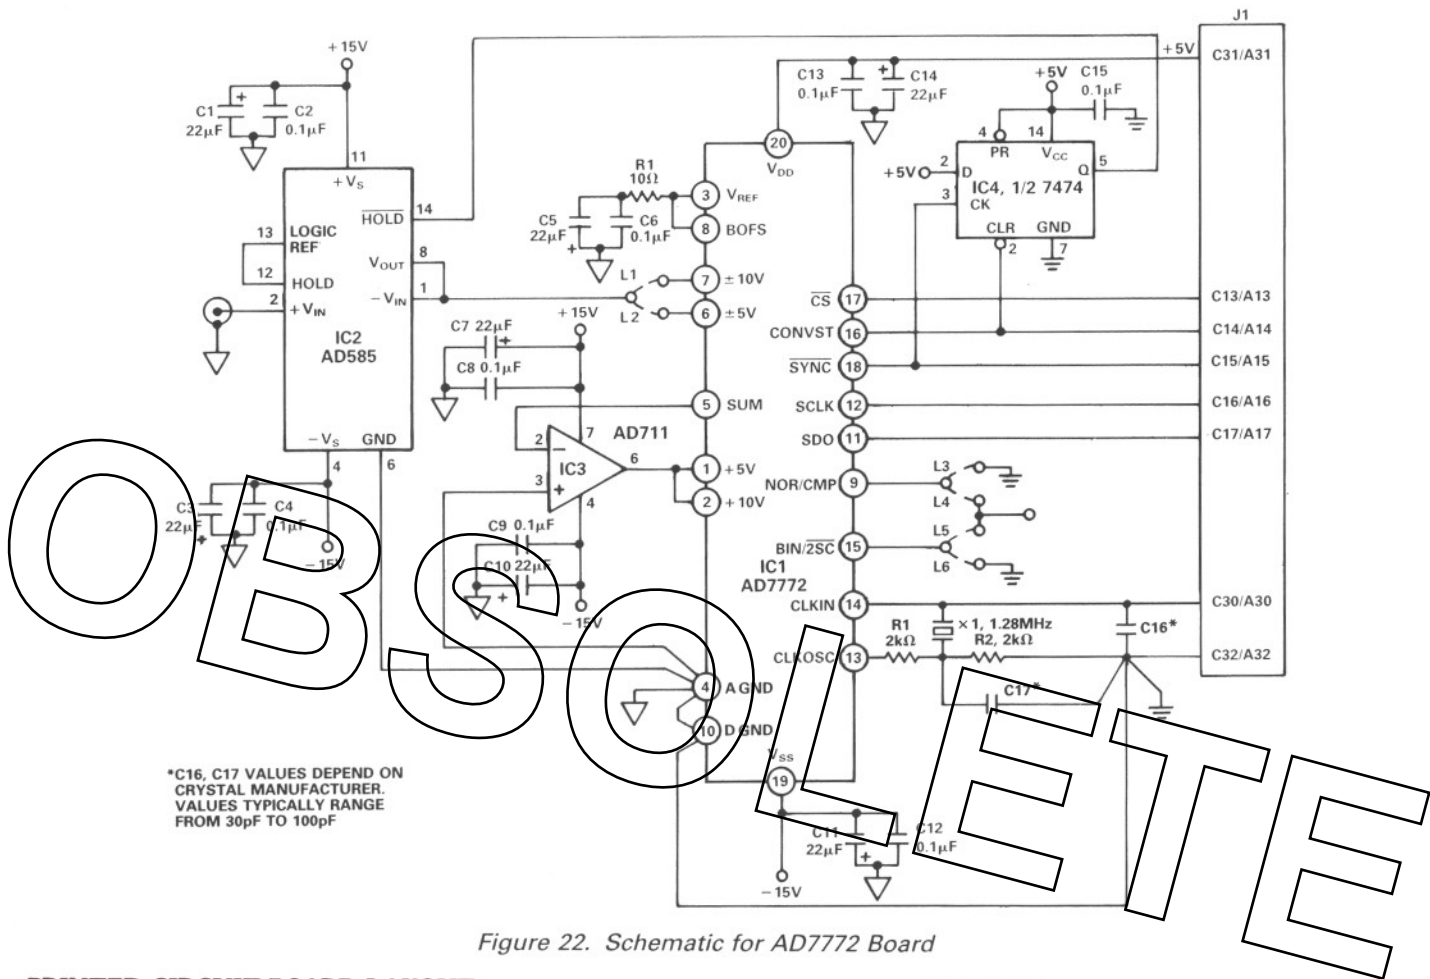 J1
+15V
+5V
C31/A31
C1
22μF
+
C2
0.1μF
11
+VS
HOLD
14
13
LOGIC
REF
VOUT
8
12
HOLD
-VIN
1
2
+VIN
IC2
AD585
-VS
GND
4
6
C3
22μF
+
C4
0.1μF
-15V
R1
10Ω
C5
22μF
+
C6
0.1μF
3
VREF
8
BOFS
L1
7
±10V
L2
6
±5V
+15V
C7 22μF
+
C8 0.1μF
5
SUM
AD711
2
-
7
IC3
6
3
+
4
1
+5V
2
+10V
C9 0.1μF
C10 22μF
+
-15V
4
AGND
10
DGND
C13
0.1μF
+
C14
22μF
20
VDD
+5V
C15
0.1μF
4
14
PR
VCC
+5V
2
D
Q
5
IC4, 1/2 7474
3
CK
CLR
GND
2
7
CS
17
C13/A13
CONVST
16
C14/A14
SYNC
18
C15/A15
SCLK
12
C16/A16
SDO
11
C17/A17
NOR/CMP
9
L3
L4
BIN/2SC
15
L5
L6
IC1
AD7772
CLKIN
14
C30/A30
R1
2kΩ
×1, 1.28MHz
R2, 2kΩ
C16*
CLKOSC
13
C32/A32
C17*
VSS
19
C11
22μF
+
C12
0.1μF
-15V
*C16, C17 VALUES DEPEND ON
CRYSTAL MANUFACTURER.
VALUES TYPICALLY RANGE
FROM 30pF TO 100pF
OBSOLETE
Figure 22. Schematic for AD7772 Board